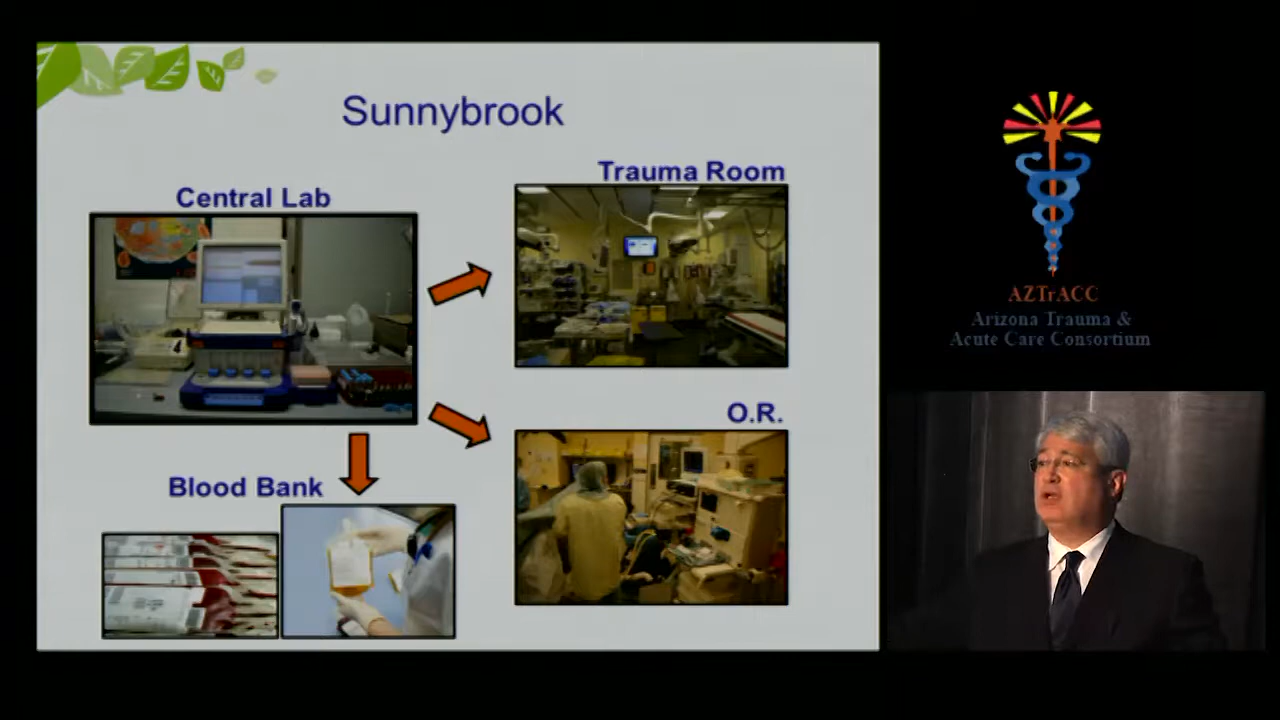 Sunnybrook
Central Lab
Trauma Room
Blood Bank
O.R.
AZTrACC
Arizona Trauma &
Acute Care Consortium